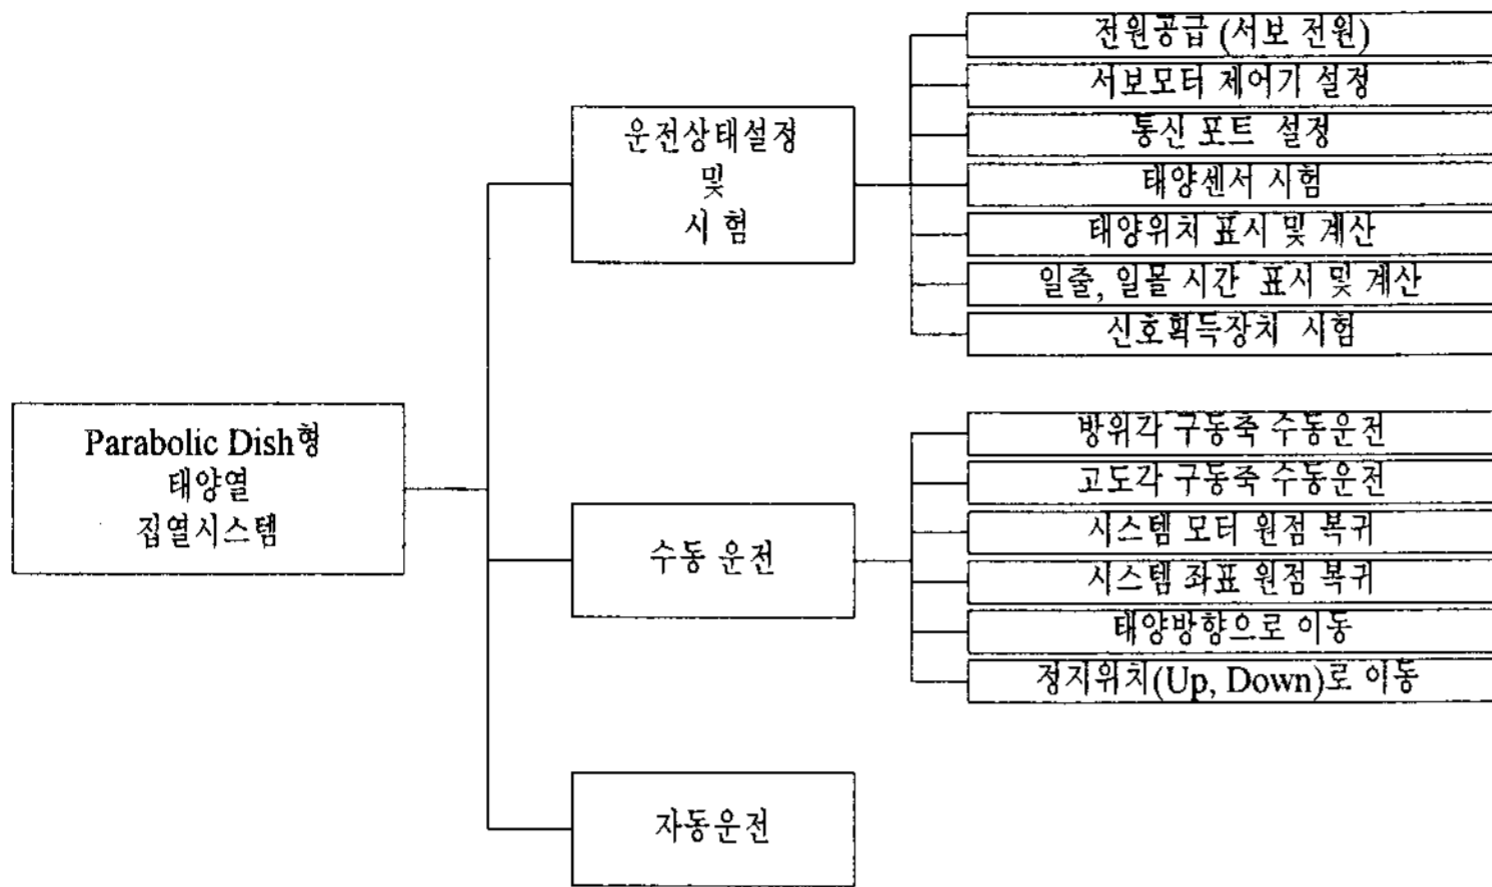 Parabolic Dish형
태양열
집열시스템
운전상태설정
및
시 험
전원공급 (서보 전원)
서보모터 제어기 설정
통신 포트 설정
태양센서 시험
태양위치 표시 및 계산
일출, 일몰 시간 표시 및 계산
신호획득장치 시험
수동 운전
방위각 구동축 수동운전
고도각 구동축 수동운전
시스템 모터 원점 복귀
시스템 좌표 원점 복귀
태양방향으로 이동
정지위치(Up, Down)로 이동
자동운전